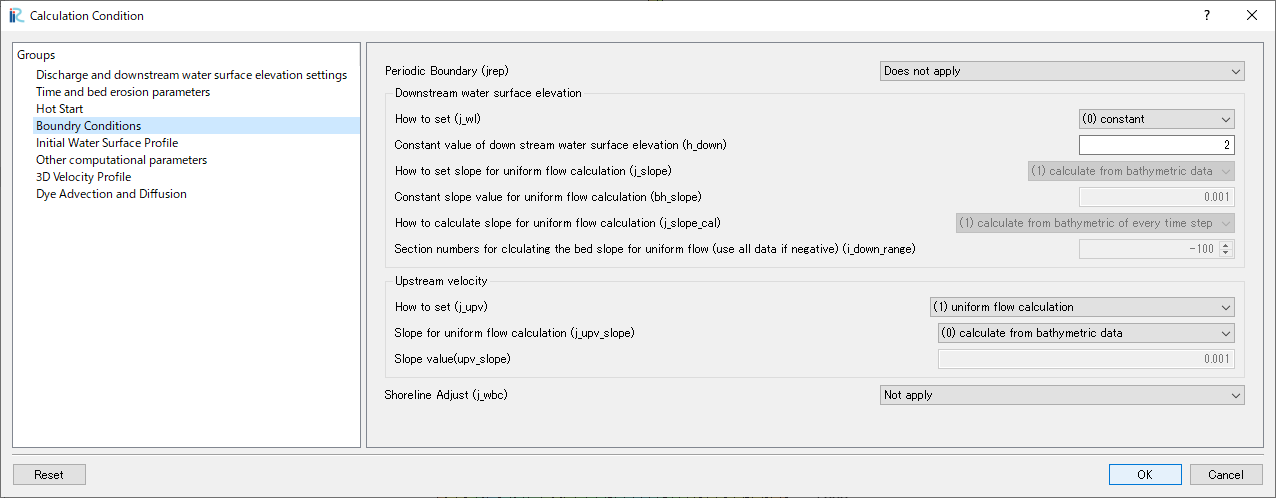 Calculation Condition
?
Groups
Discharge and downstream water surface elevation settings
Time and bed erosion parameters
Hot Start
Boundry Conditions
Initial Water Surface Profile
Other computational parameters
3D Velocity Profile
Dye Advection and Diffusion
Periodic Boundary (jrep) Does not apply
Downstream water surface elevation
How to set (j_wl) (0) constant
Constant value of down stream water surface elevation (h_down) 2
How to set slope for uniform flow calculation (j_slope) (1) calculate from bathymetric data
Constant slope value for uniform flow calculation (bh_slope) 0.001
How to calculate slope for uniform flow calculation (j_slope_cal) (1) calculate from bathymetric of every time step
Section numbers for clculating the bed slope for uniform flow (use all data if negative) (i_down_range) -100
Upstream velocity
How to set (j_upv) (1) uniform flow calculation
Slope for uniform flow calculation (j_upv_slope) (0) calculate from bathymetric data
Slope value(upv_slope) 0.001
Shoreline Adjust (j_wbc) Not apply
Reset OK Cancel